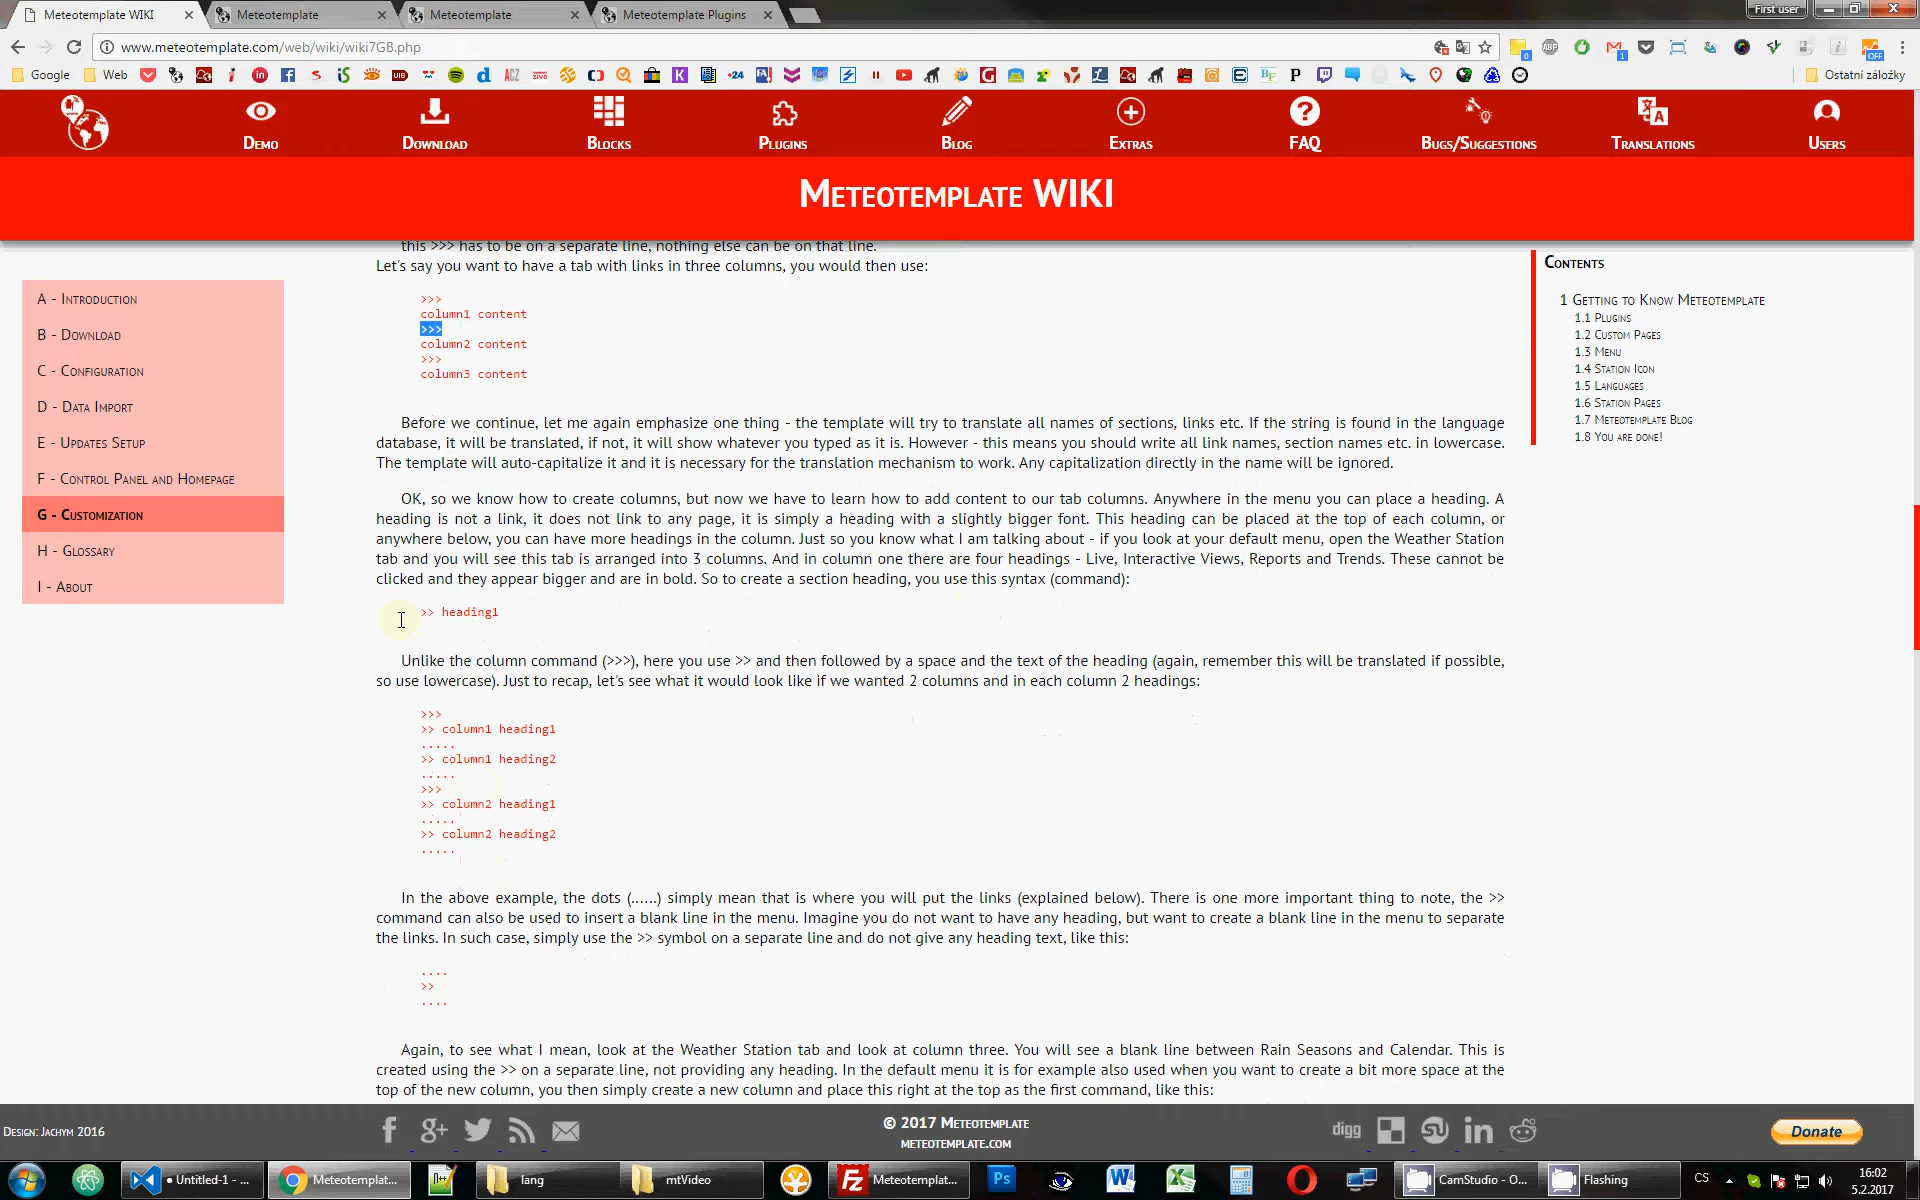 Meteotemplate WIKI
Meteotemplate
Meteotemplate
Meteotemplate Plugins
First user
www.meteotemplate.com/web/wiki/wiki7GB.php
Google
Web
Ostatní záložky
Demo
Download
Blocks
Plugins
Blog
Extras
FAQ
Bugs/Suggestions
Translations
Users
Meteotemplate WIKI
A - Introduction
B - Download
C - Configuration
D - Data Import
E - Updates Setup
F - Control Panel and Homepage
G - Customization
H - Glossary
I - About
this >>> has to be on a separate line, nothing else can be on that line.
Let's say you want to have a tab with links in three columns, you would then use:
>>>
column1 content
>>>
column2 content
>>>
column3 content
Before we continue, let me again emphasize one thing - the template will try to translate all names of sections, links etc. If the string is found in the language
database, it will be translated, if not, it will show whatever you typed as it is. However - this means you should write all link names, section names etc. in lowercase.
The template will auto-capitalize it and it is necessary for the translation mechanism to work. Any capitalization directly in the name will be ignored.
OK, so we know how to create columns, but now we have to learn how to add content to our tab columns. Anywhere in the menu you can place a heading. A
heading is not a link, it does not link to any page, it is simply a heading with a slightly bigger font. This heading can be placed at the top of each column, or
anywhere below, you can have more headings in the column. Just so you know what I am talking about - if you look at your default menu, open the Weather Station
tab and you will see this tab is arranged into 3 columns. And in column one there are four headings - Live, Interactive Views, Reports and Trends. These cannot be
clicked and they appear bigger and are in bold. So to create a section heading, you use this syntax (command):
>> heading1
Unlike the column command (>>>), here you use >> and then followed by a space and the text of the heading (again, remember this will be translated if possible,
so use lowercase). Just to recap, let's see what it would look like if we wanted 2 columns and in each column 2 headings:
>>>
>> column1 heading1
.....
>> column1 heading2
.....
>>>
>> column2 heading1
.....
>> column2 heading2
.....
In the above example, the dots (......) simply mean that is where you will put the links (explained below). There is one more important thing to note, the >>
command can also be used to insert a blank line in the menu. Imagine you do not want to have any heading, but want to create a blank line in the menu to separate
the links. In such case, simply use the >> symbol on a separate line and do not give any heading text, like this:
....
>>
....
Again, to see what I mean, look at the Weather Station tab and look at column three. You will see a blank line between Rain Seasons and Calendar. This is
created using the >> on a separate line, not providing any heading. In the default menu it is for example also used when you want to create a bit more space at the
top of the new column, you then simply create a new column and place this right at the top as the first command, like this:
Contents
1 Getting to Know Meteotemplate
1.1 Plugins
1.2 Custom Pages
1.3 Menu
1.4 Station Icon
1.5 Languages
1.6 Station Pages
1.7 Meteotemplate Blog
1.8 You are done!
Design: Jachym 2016
© 2017 Meteotemplate
meteotemplate.com
digg
Donate
• Untitled-1 - ...
Meteotemplat...
lang
mtVideo
Meteotemplat...
CamStudio - O...
Flashing
CS
16:02
5.2.2017